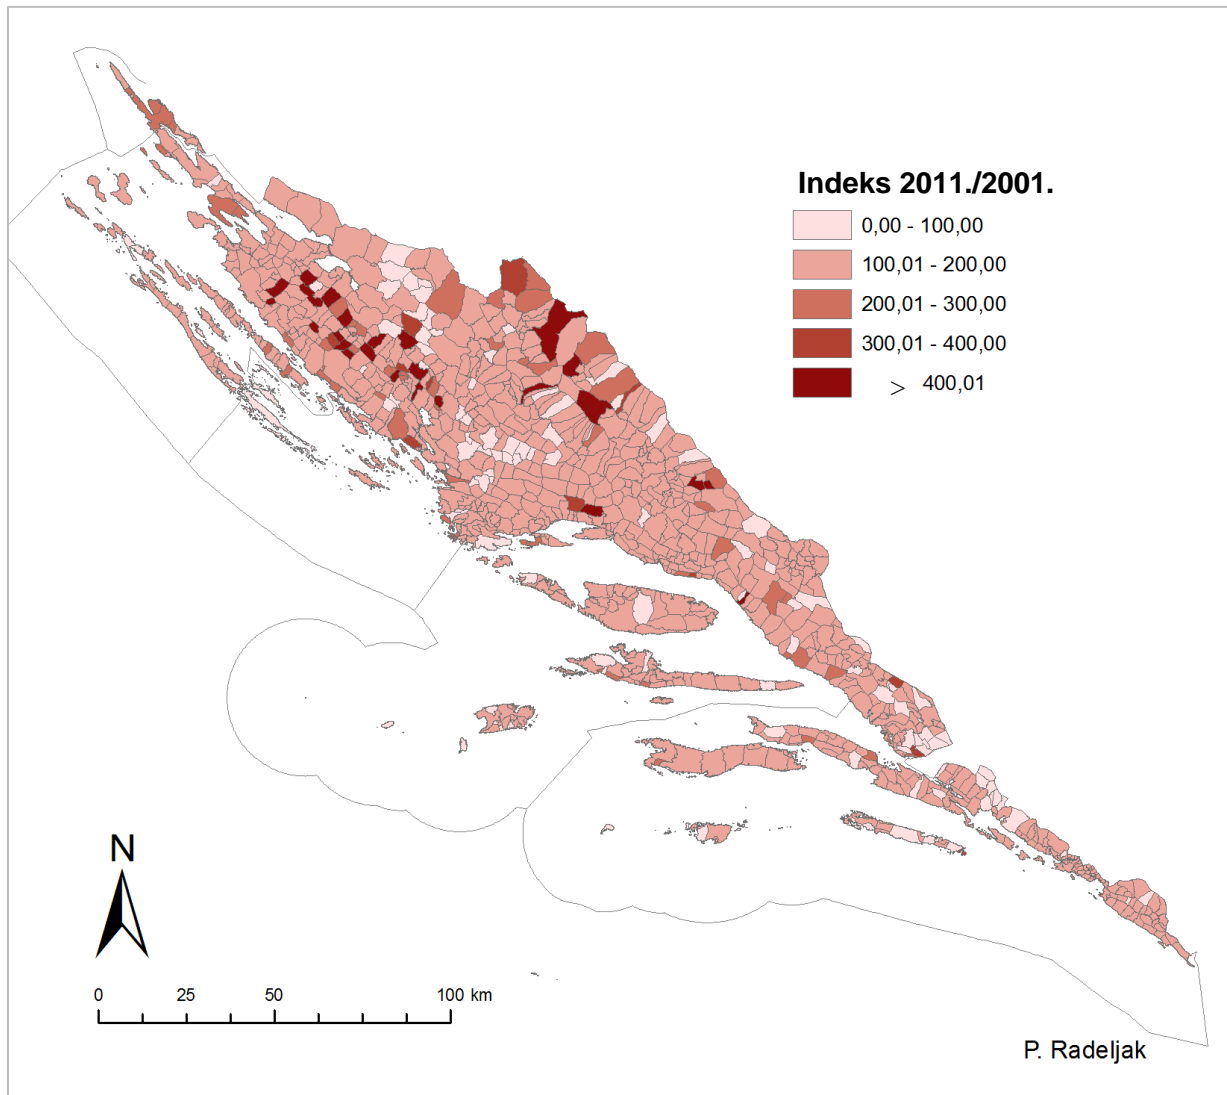 Indeks 2011./2001.
0,00 - 100,00
100,01 - 200,00
200,01 - 300,00
300,01 - 400,00
> 400,01
N
0 25 50 100 km
P. Radeljak